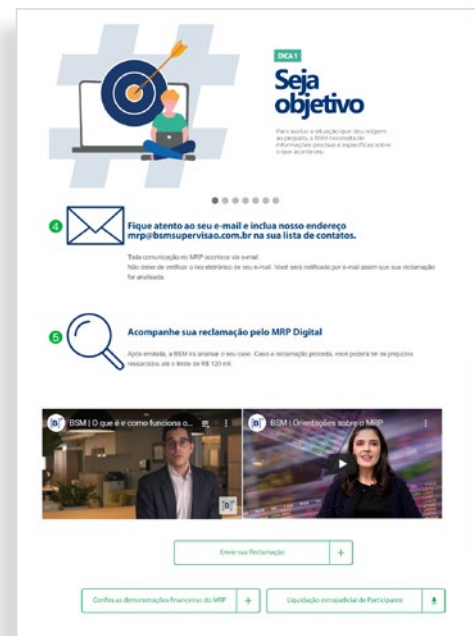 DICA 1
Seja
objetivo
Para avaliar a situação que deu origem
ao prejuízo, a BSM necessita de
informações precisas e específicas sobre
o que aconteceu.
4
Fique atento ao seu e-mail e inclua nosso endereço
mrp@bsmsupervisao.com.br na sua lista de contatos.
Toda comunicação no MRP acontece via e-mail.
Não deixe de verificar o lixo eletrônico de seu e-mail. Você será notificado por e-mail assim que sua reclamação
for analisada.
5
Acompanhe sua reclamação pelo MRP Digital
Após enviada, a BSM irá analisar o seu caso. Caso a reclamação proceda, você poderá ter os prejuízos
ressarcidos até o limite de R$ 120 mil.
[B]³ BSM | O que é e como funciona o...
[B]³ BSM | Orientações sobre o MRP
[B]³
Envie sua Reclamação +
Confira as demonstrações financeiras do MRP +
Liquidação extrajudicial de Participante